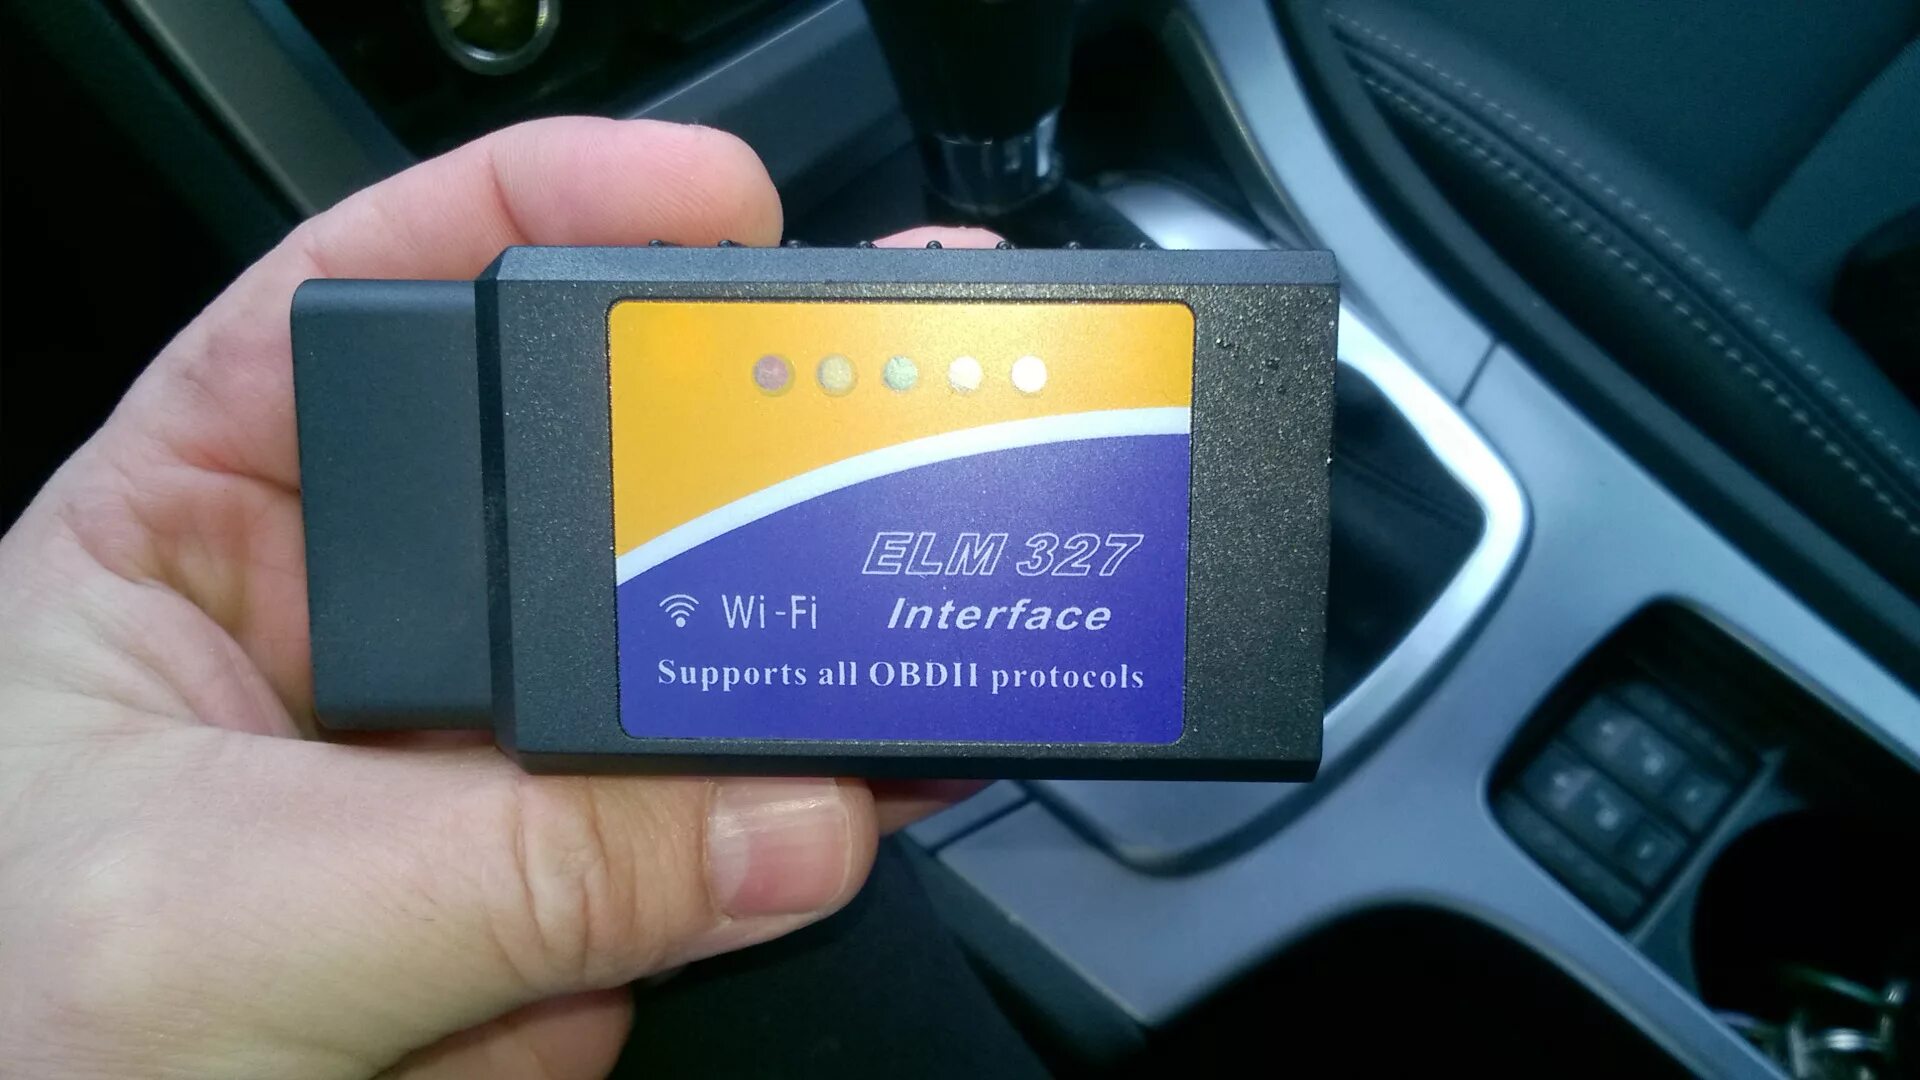 ELM 327
Wi-Fi Interface
Supports all OBDII protocols